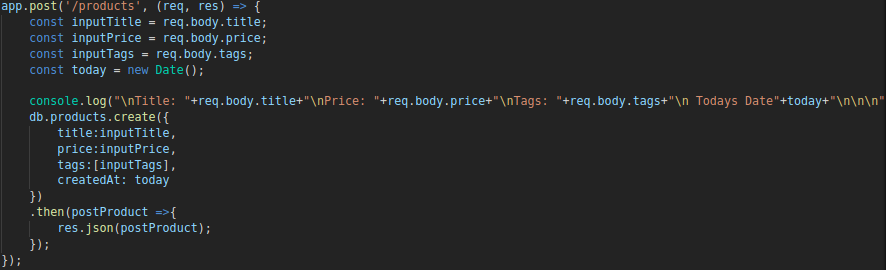 app.post('/products', (req, res) => {
    const inputTitle = req.body.title;
    const inputPrice = req.body.price;
    const inputTags = req.body.tags;
    const today = new Date();

    console.log("\nTitle: "+req.body.title+"\nPrice: "+req.body.price+"\nTags: "+req.body.tags+"\n Todays Date"+today+"\n\n\n"
    db.products.create({
        title:inputTitle,
        price:inputPrice,
        tags:[inputTags],
        createdAt: today
    })
    .then(postProduct =>{
        res.json(postProduct);
    });
});